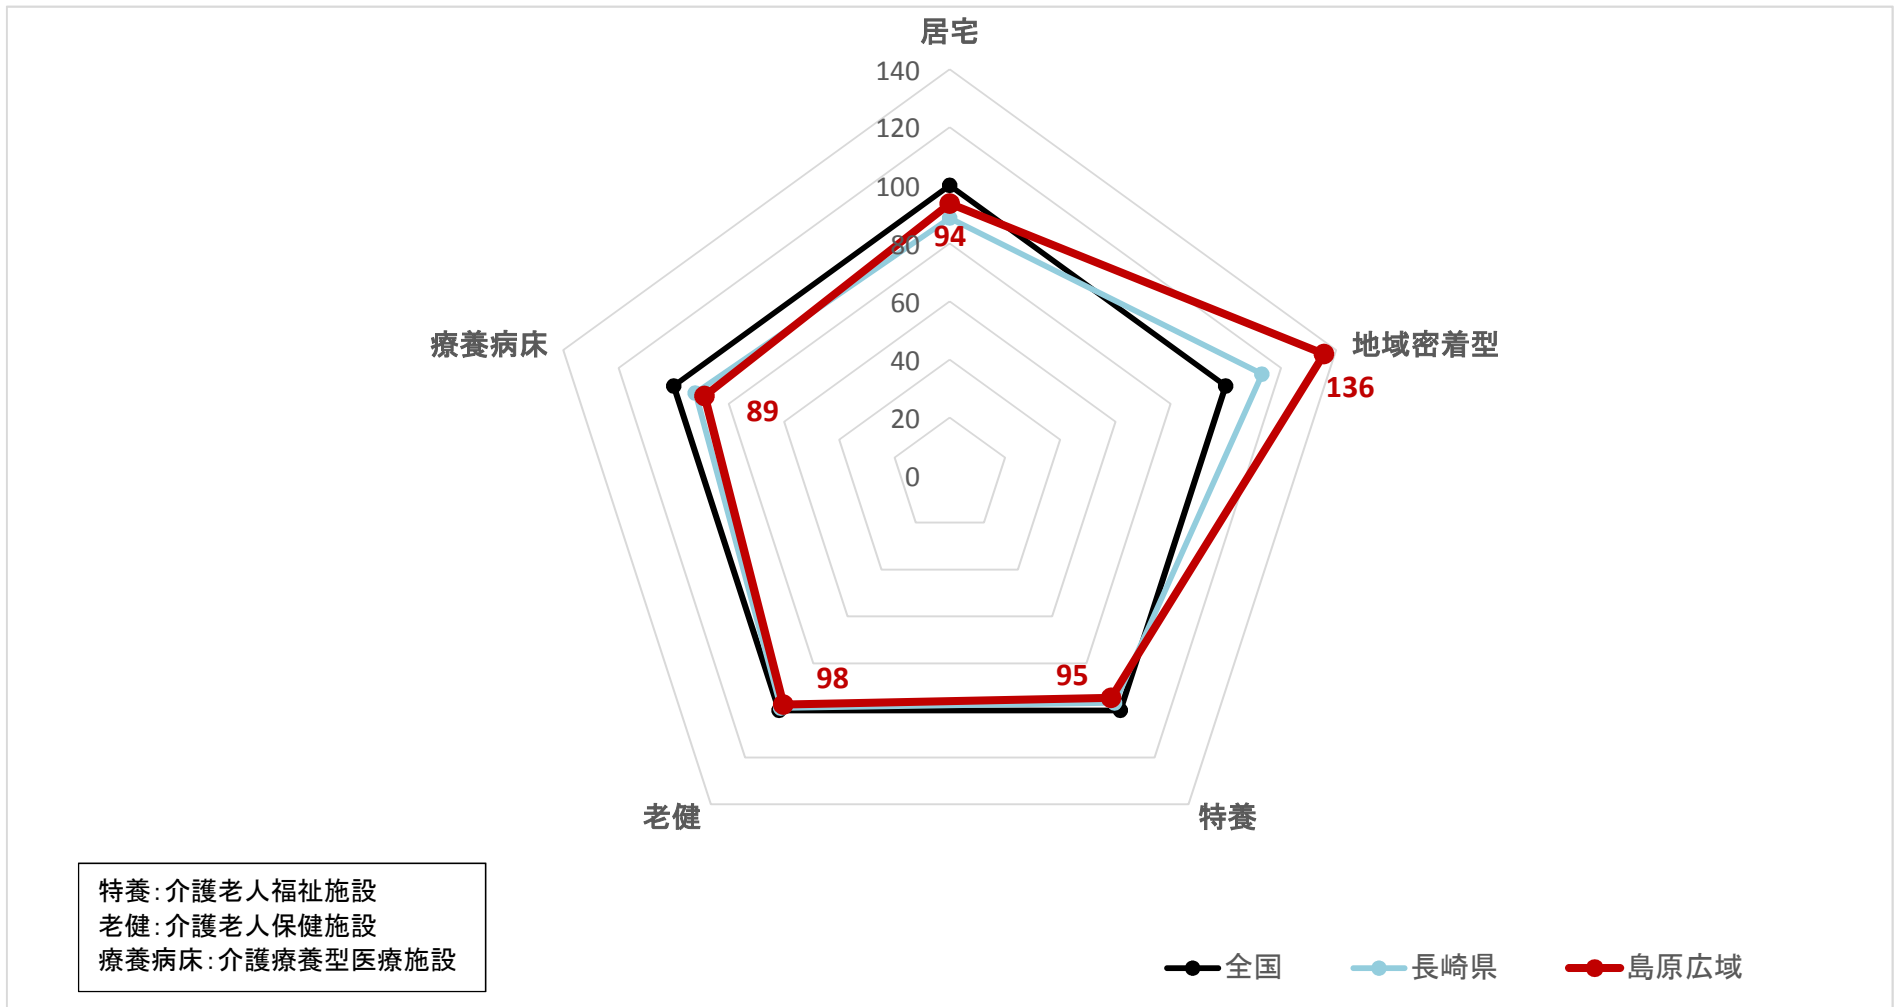 居宅
140
120
100
80
60
40
20
0
94
地域密着型
136
療養病床
89
98
95
老健
特養
特養：介護老人福祉施設
老健：介護老人保健施設
療養病床：介護療養型医療施設
全国 長崎県 島原広域